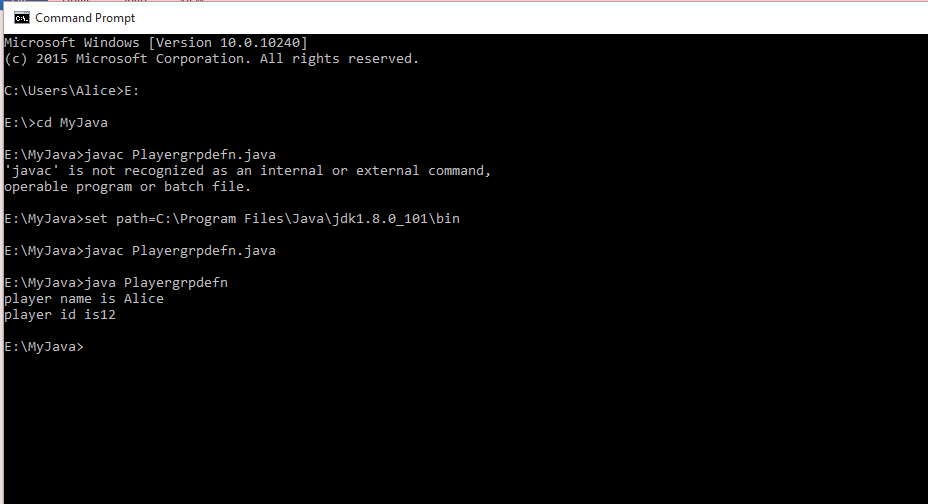 Command Prompt
Microsoft Windows [Version 10.0.10240]
(c) 2015 Microsoft Corporation. All rights reserved.
C:\Users\Alice>E:
E:\>cd MyJava
E:\MyJava>javac Playergrpdefn.java
'javac' is not recognized as an internal or external command,
operable program or batch file.
E:\MyJava>set path=C:\Program Files\Java\jdk1.8.0_101\bin
E:\MyJava>javac Playergrpdefn.java
E:\MyJava>java Playergrpdefn
player name is Alice
player id is12
E:\MyJava>